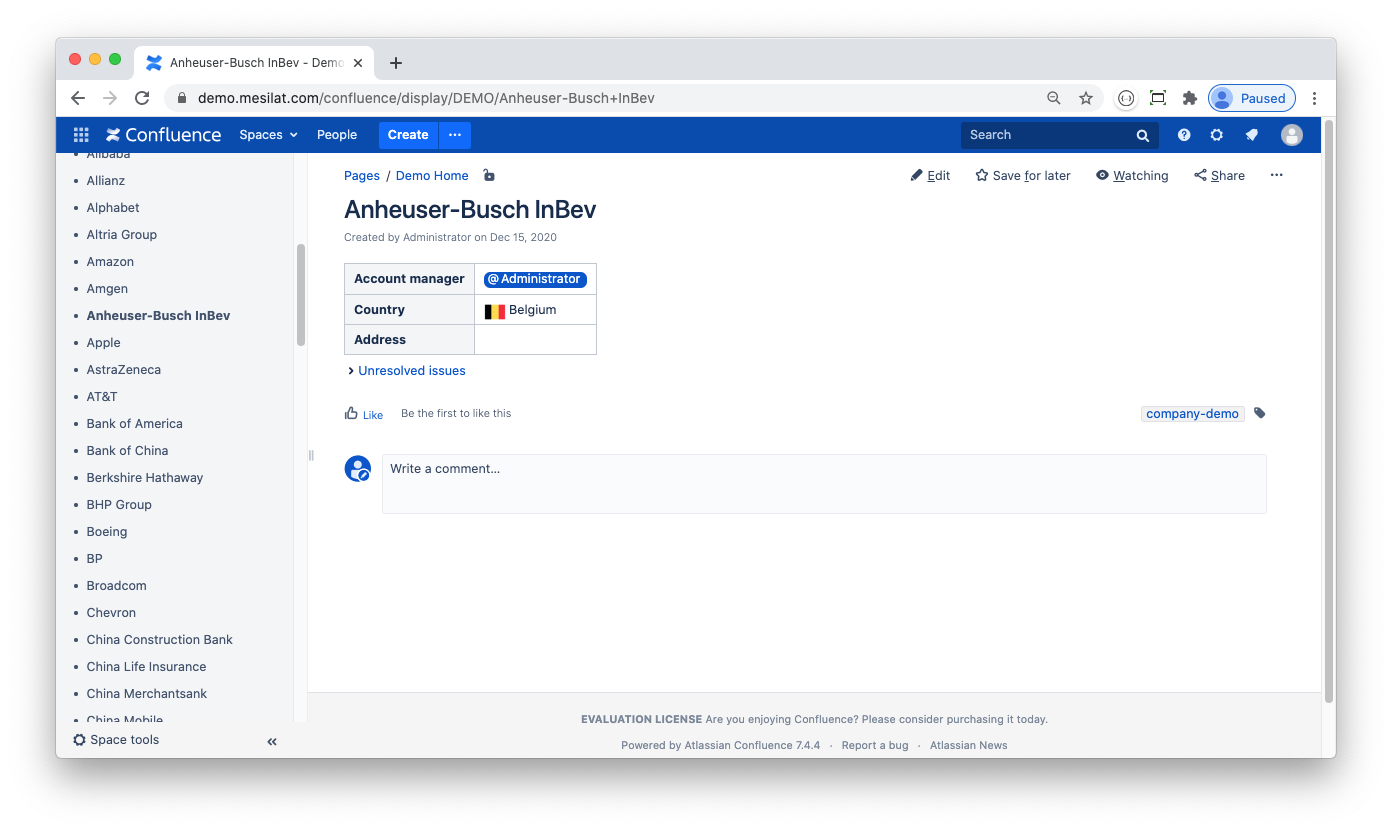 Anheuser-Busch InBev - Demo
demo.mesilat.com/confluence/display/DEMO/Anheuser-Busch+InBev
Paused
Confluence
Spaces
People
Create
Search
Alibaba
Allianz
Alphabet
Altria Group
Amazon
Amgen
Anheuser-Busch InBev
Apple
AstraZeneca
AT&T
Bank of America
Bank of China
Berkshire Hathaway
BHP Group
Boeing
BP
Broadcom
Chevron
China Construction Bank
China Life Insurance
China Merchantsank
China Mobile
Space tools
Pages / Demo Home
Edit
Save for later
Watching
Share
Anheuser-Busch InBev
Created by Administrator on Dec 15, 2020
Account manager @Administrator
Country Belgium
Address
Unresolved issues
Like Be the first to like this
company-demo
Write a comment…
EVALUATION LICENSE Are you enjoying Confluence? Please consider purchasing it today.
Powered by Atlassian Confluence 7.4.4 · Report a bug · Atlassian News